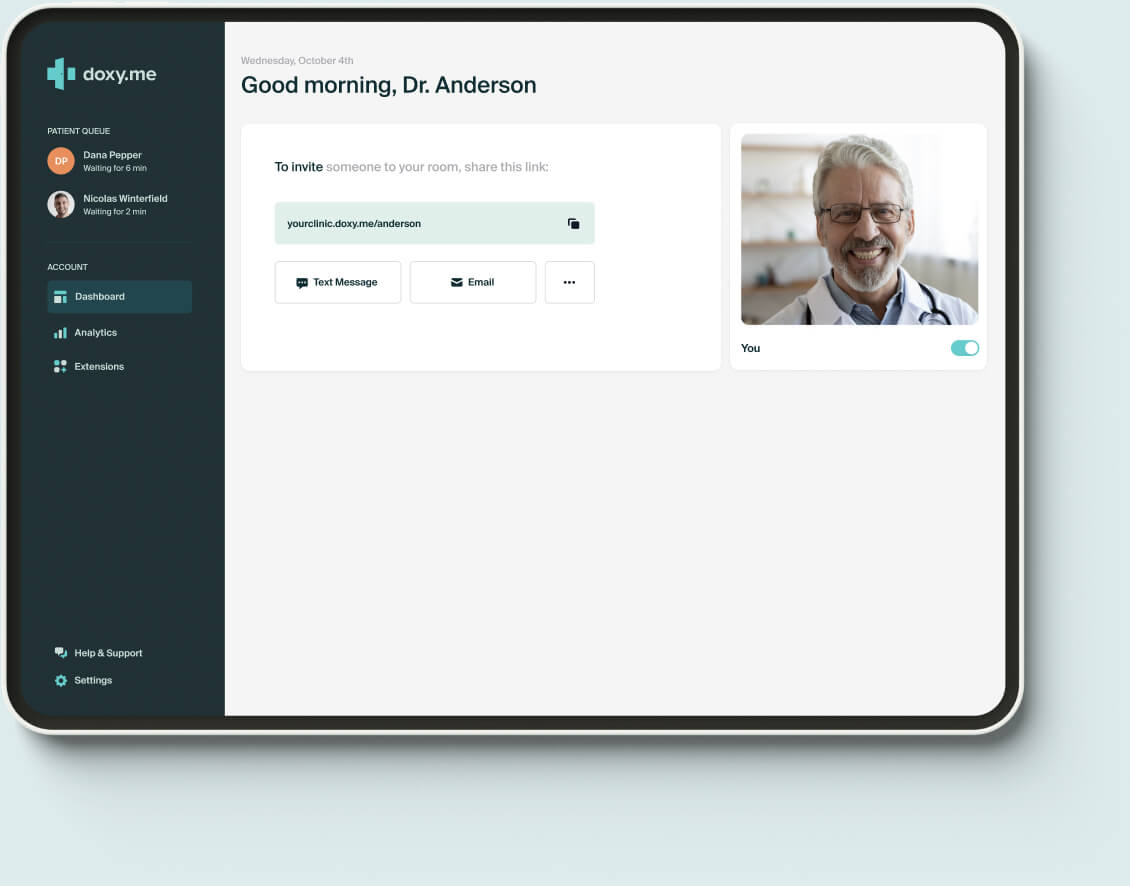 doxy.me
PATIENT QUEUE
DP
Dana Pepper
Waiting for 6 min
Nicolas Winterfield
Waiting for 2 min
ACCOUNT
Dashboard
Analytics
Extensions
Help & Support
Settings
Wednesday, October 4th
Good morning, Dr. Anderson
To invite someone to your room, share this link:
yourclinic.doxy.me/anderson
Text Message
Email
You